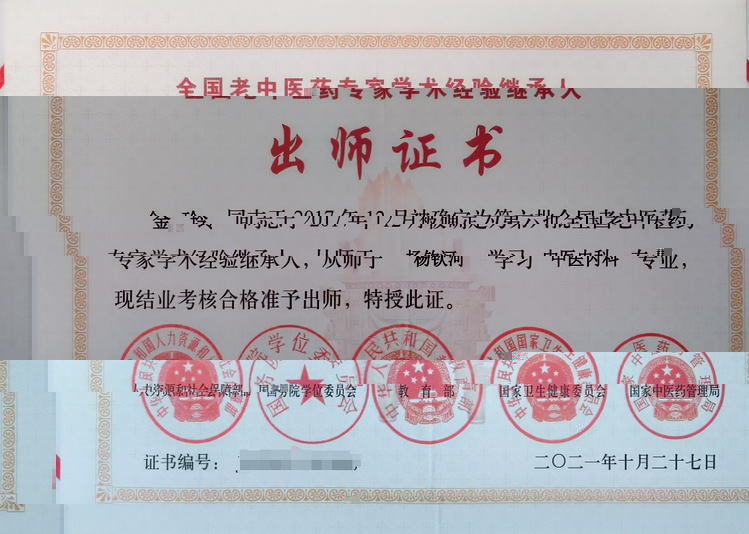 全国老中医药专家学术经验继承人
出师证书
金 同志于2017年12月被确定为第六批全国老中医药
专家学术经验继承人，从师于 学习 中医内科 专业，
现结业考核合格准予出师，特授此证。
人力资源和社会保障部 国务院学位委员会 教育部 国家卫生健康委员会 国家中医药管理局
证书编号：
二〇二一年十月二十七日